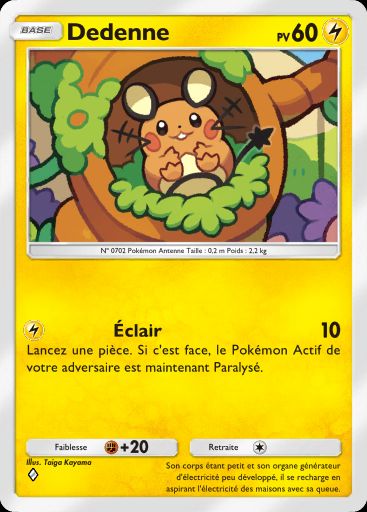 BASE
Dedenne
PV60
N° 0702 Pokémon Antenne Taille : 0,2 m Poids : 2,2 kg
Éclair 10
Lancez une pièce. Si c'est face, le Pokémon Actif de
votre adversaire est maintenant Paralysé.
Faiblesse +20 Retraite
Illus. Taiga Kayama
Son corps étant petit et son organe générateur
d'électricité peu développé, il se recharge en
aspirant l'électricité des maisons avec sa queue.